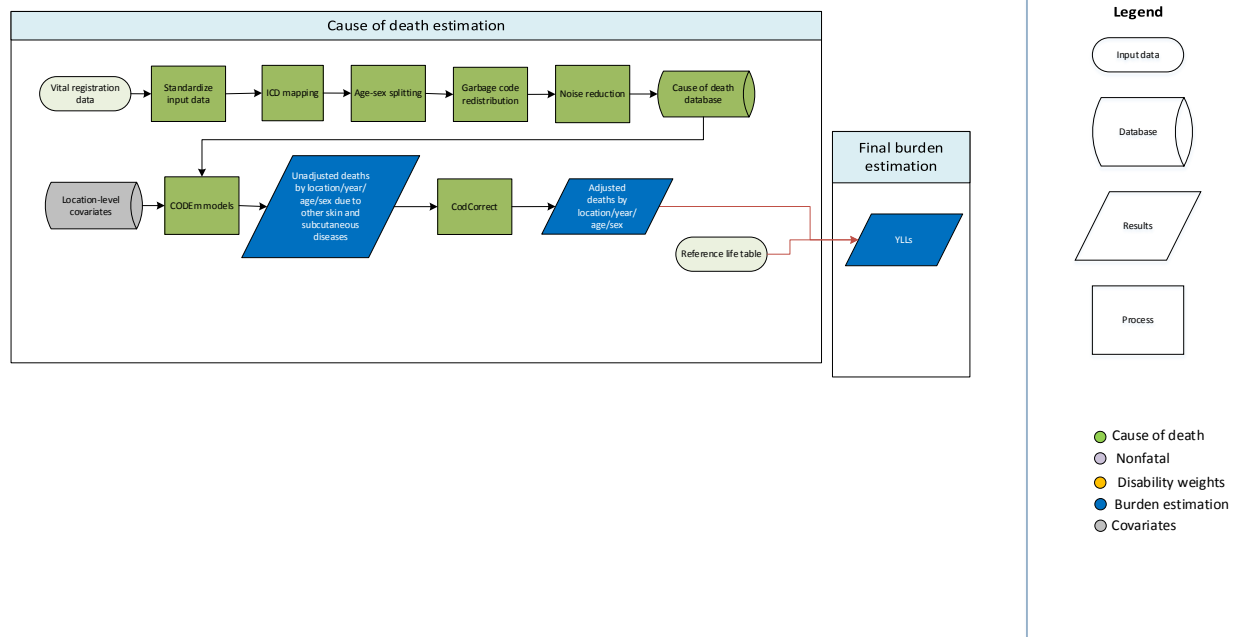 Cause of death estimation
Vital registration
data
Standardize
input data
ICD mapping
Age-sex splitting
Garbage code
redistribution
Noise reduction
Cause of death
database
Location-level
covariates
CODEm models
Unadjusted deaths
by location/year/
age/sex due to
other skin and
subcutaneous
diseases
CodCorrect
Adjusted
deaths by
location/year/
age/sex
Reference life table
Final burden
estimation
YLLs
Legend
Input data
Database
Results
Process
Cause of death
Nonfatal
Disability weights
Burden estimation
Covariates